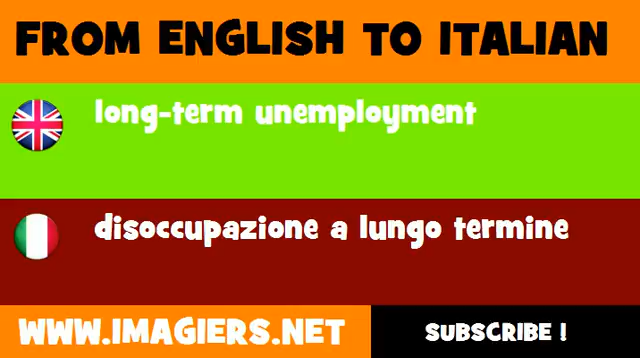 FROM ENGLISH TO ITALIAN
long-term unemployment
disoccupazione a lungo termine
WWW.IMAGIERS.NET
SUBSCRIBE !